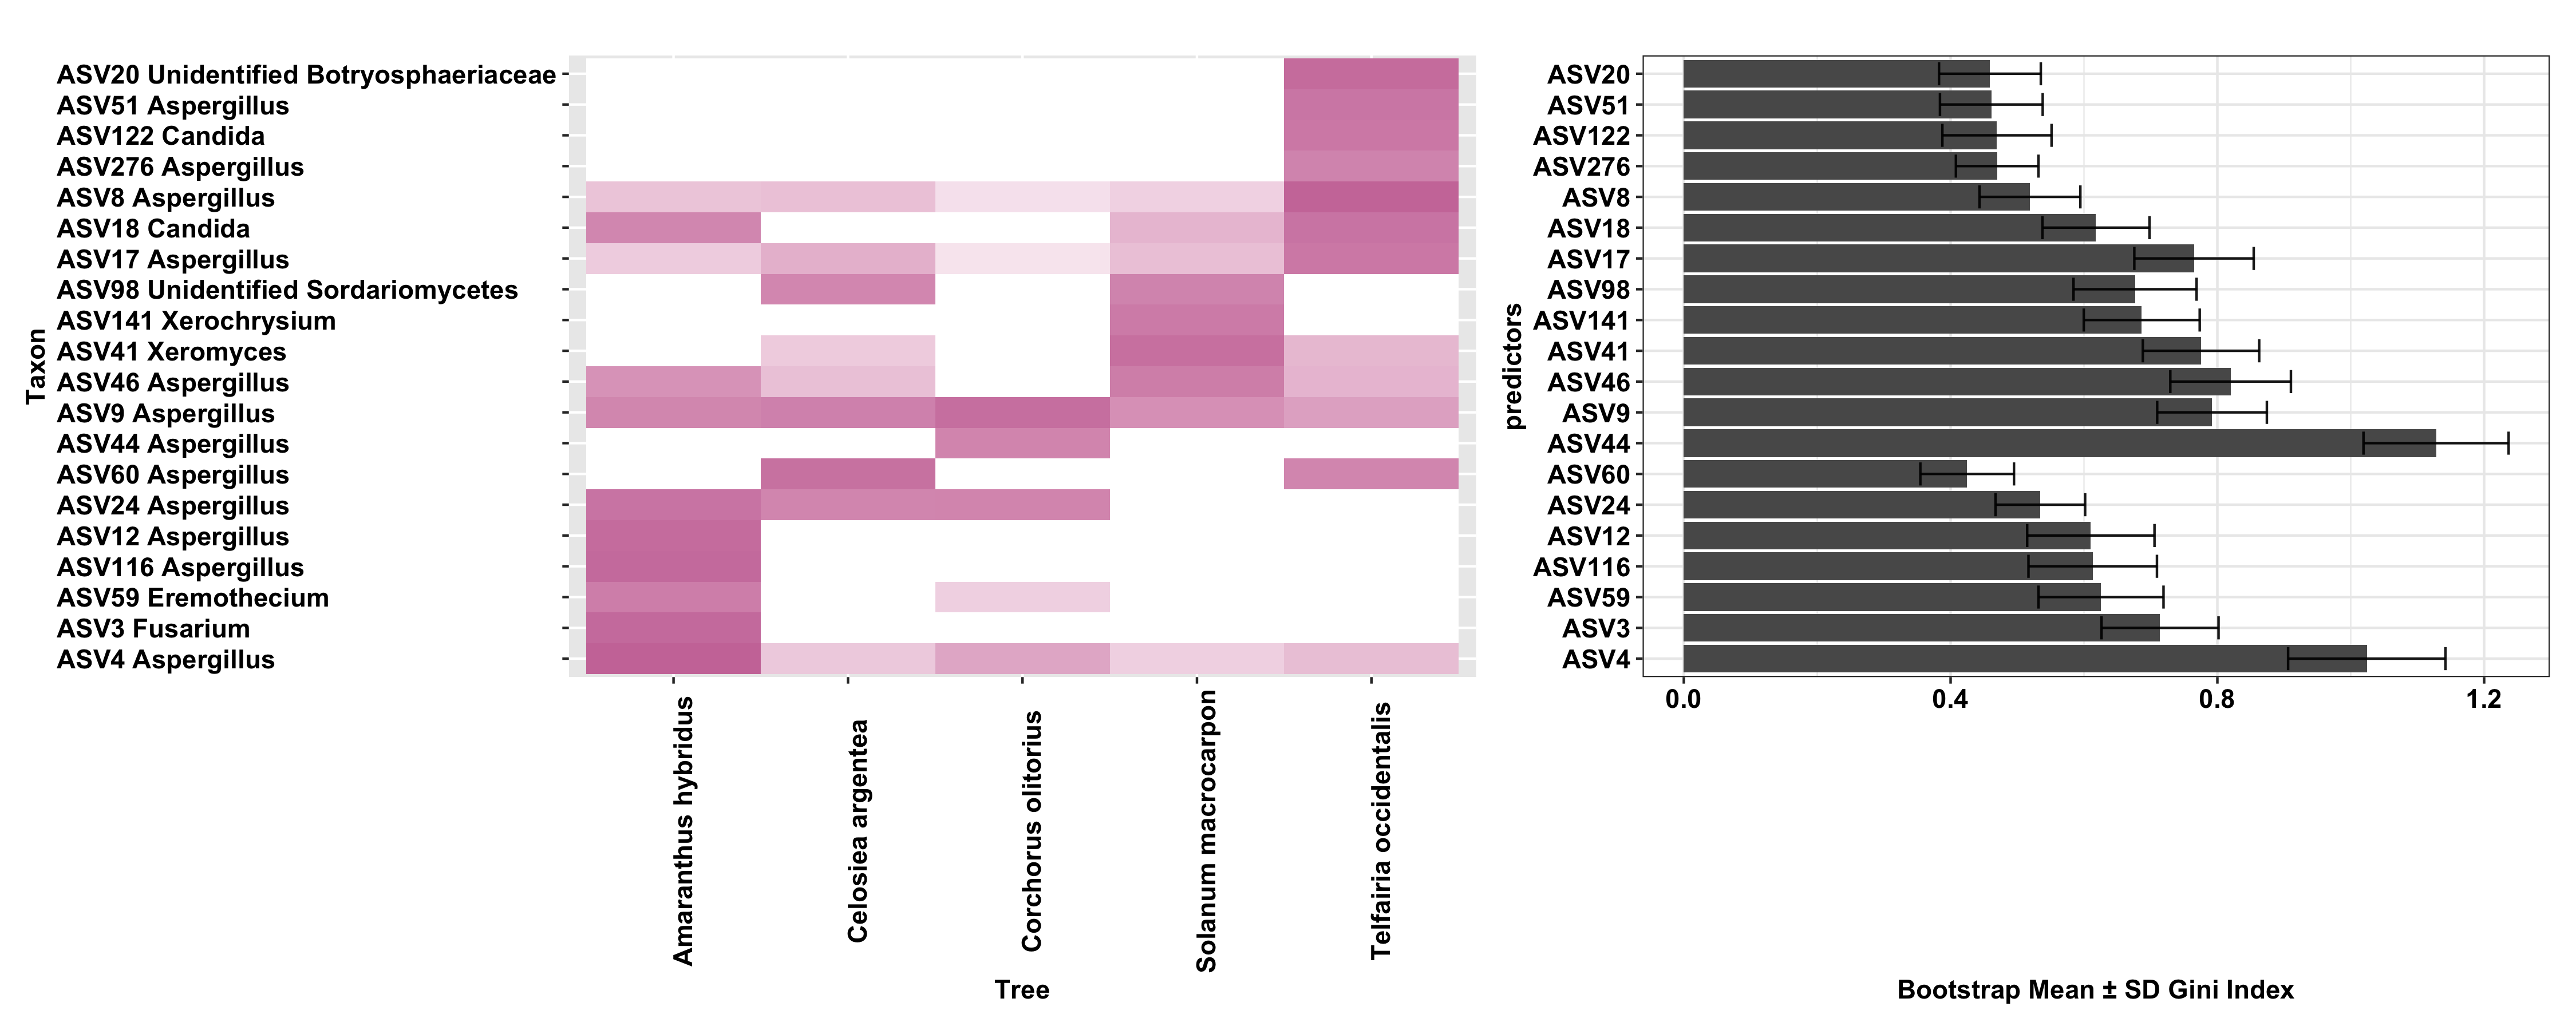 Taxon
ASV20 Unidentified Botryosphaeriaceae
ASV51 Aspergillus
ASV122 Candida
ASV276 Aspergillus
ASV8 Aspergillus
ASV18 Candida
ASV17 Aspergillus
ASV98 Unidentified Sordariomycetes
ASV141 Xerochrysium
ASV41 Xeromyces
ASV46 Aspergillus
ASV9 Aspergillus
ASV44 Aspergillus
ASV60 Aspergillus
ASV24 Aspergillus
ASV12 Aspergillus
ASV116 Aspergillus
ASV59 Eremothecium
ASV3 Fusarium
ASV4 Aspergillus
Amaranthus hybridus
Celosiea argentea
Corchorus olitorius
Solanum macrocarpon
Telfairia occidentalis
Tree
predictors
ASV20
ASV51
ASV122
ASV276
ASV8
ASV18
ASV17
ASV98
ASV141
ASV41
ASV46
ASV9
ASV44
ASV60
ASV24
ASV12
ASV116
ASV59
ASV3
ASV4
0.0 0.4 0.8 1.2
Bootstrap Mean ± SD Gini Index